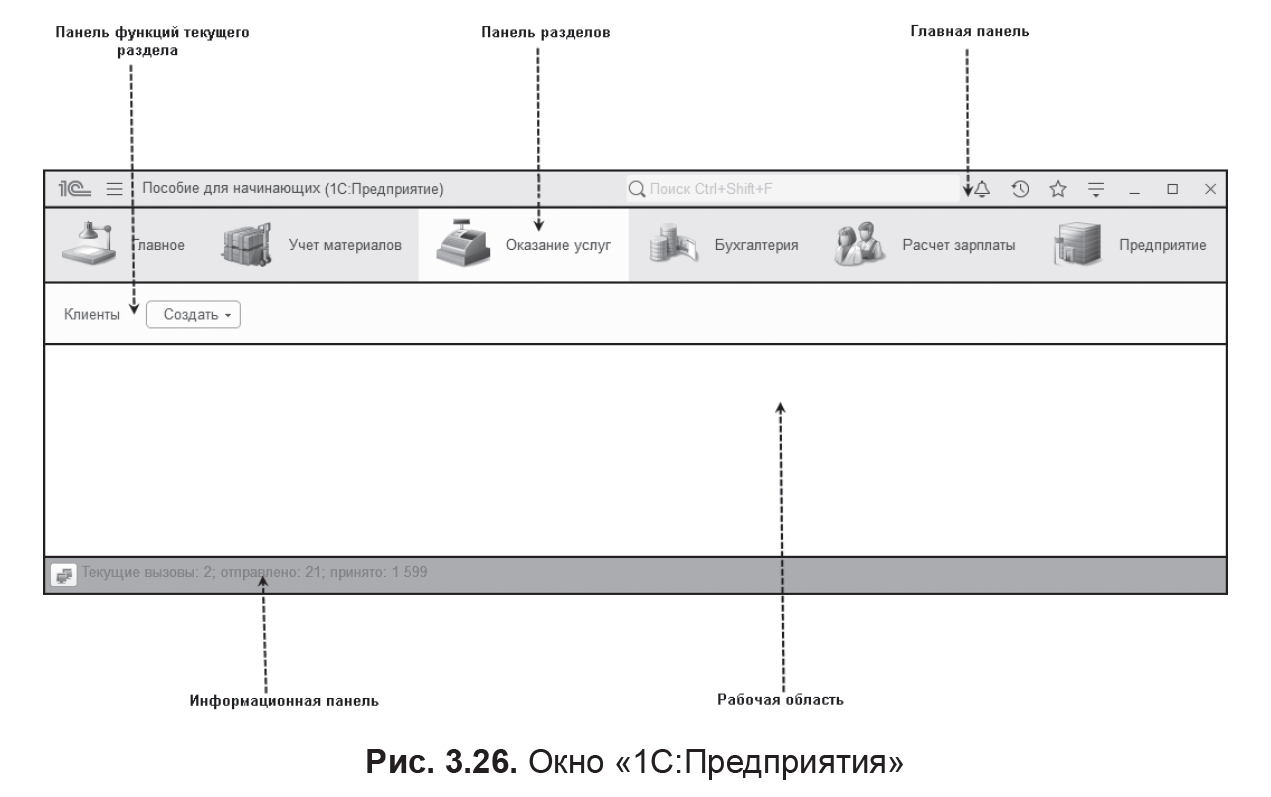 Панель функций текущего
раздела
Панель разделов
Главная панель
1С Пособие для начинающих (1С:Предприятие) Поиск Ctrl+Shift+F
Главное Учет материалов Оказание услуг Бухгалтерия Расчет зарплаты Предприятие
Клиенты Создать
Текущие вызовы: 2; отправлено: 21; принято: 1 599
Информационная панель
Рабочая область
Рис. 3.26. Окно «1С:Предприятия»